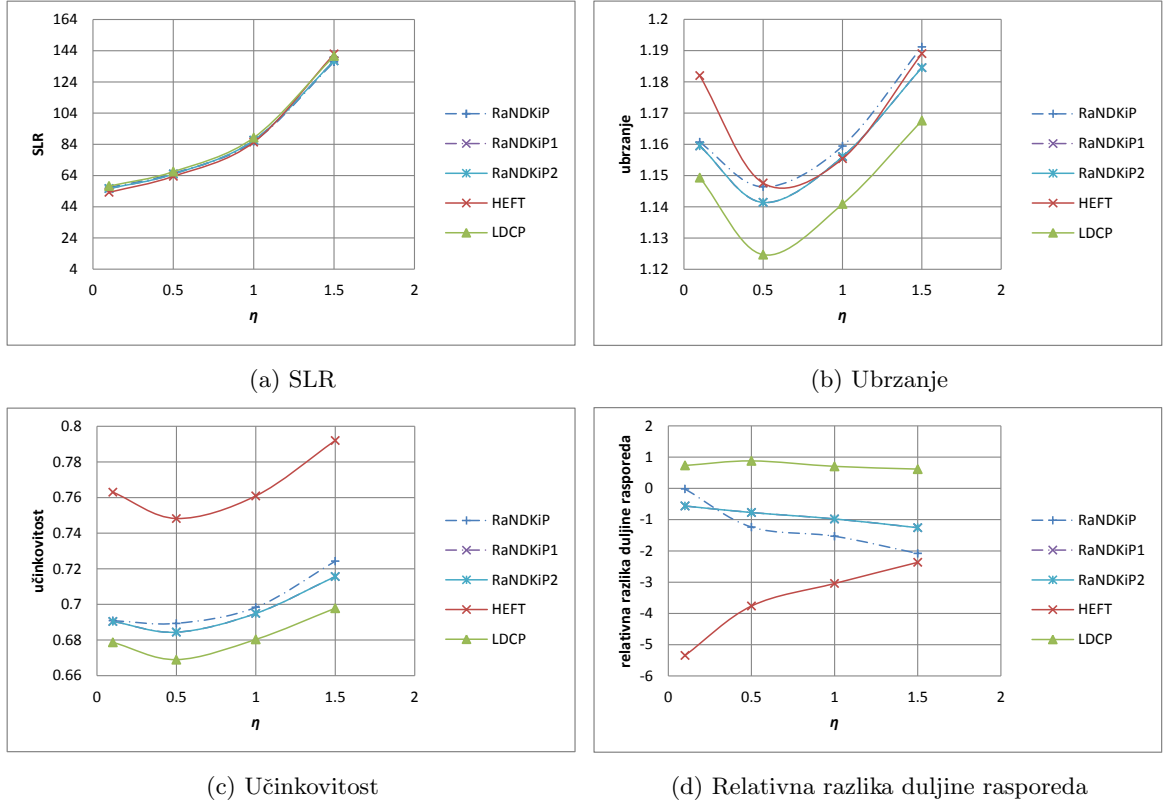 164
144
124
104
84
64
44
24
4
SLR
0
0.5
1
1.5
2
η
RaNDKiP
RaNDKiP1
RaNDKiP2
HEFT
LDCP
(a) SLR
1.2
1.19
1.18
1.17
1.16
1.15
1.14
1.13
1.12
ubrzanje
0
0.5
1
1.5
2
η
RaNDKiP
RaNDKiP1
RaNDKiP2
HEFT
LDCP
(b) Ubrzanje
0.8
0.78
0.76
0.74
0.72
0.7
0.68
0.66
učinkovitost
0
0.5
1
1.5
2
η
RaNDKiP
RaNDKiP1
RaNDKiP2
HEFT
LDCP
(c) Učinkovitost
2
1
0
-1
-2
-3
-4
-5
-6
relativna razlika duljine rasporeda
0
0.5
1
1.5
2
η
RaNDKiP
RaNDKiP1
RaNDKiP2
HEFT
LDCP
(d) Relativna razlika duljine rasporeda